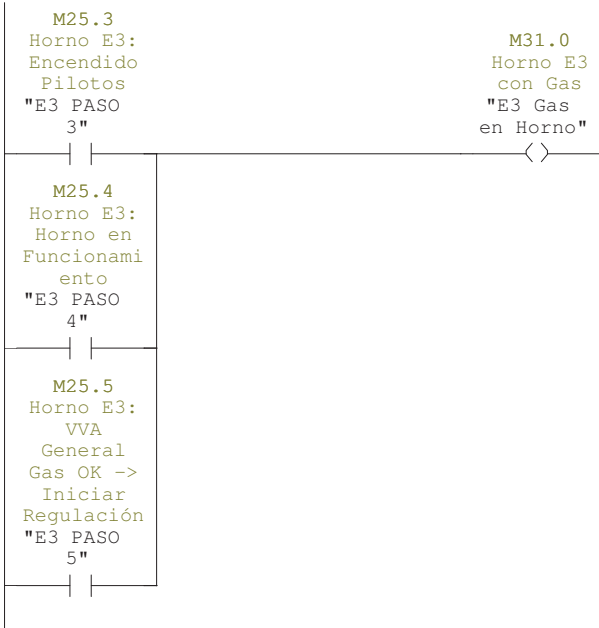 M25.3
Horno E3:
Encendido
Pilotos
"E3 PASO
3"
M31.0
Horno E3
con Gas
"E3 Gas
en Horno"
M25.4
Horno E3:
Horno en
Funcionami
ento
"E3 PASO
4"
M25.5
Horno E3:
VVA
General
Gas OK ->
Iniciar
Regulación
"E3 PASO
5"